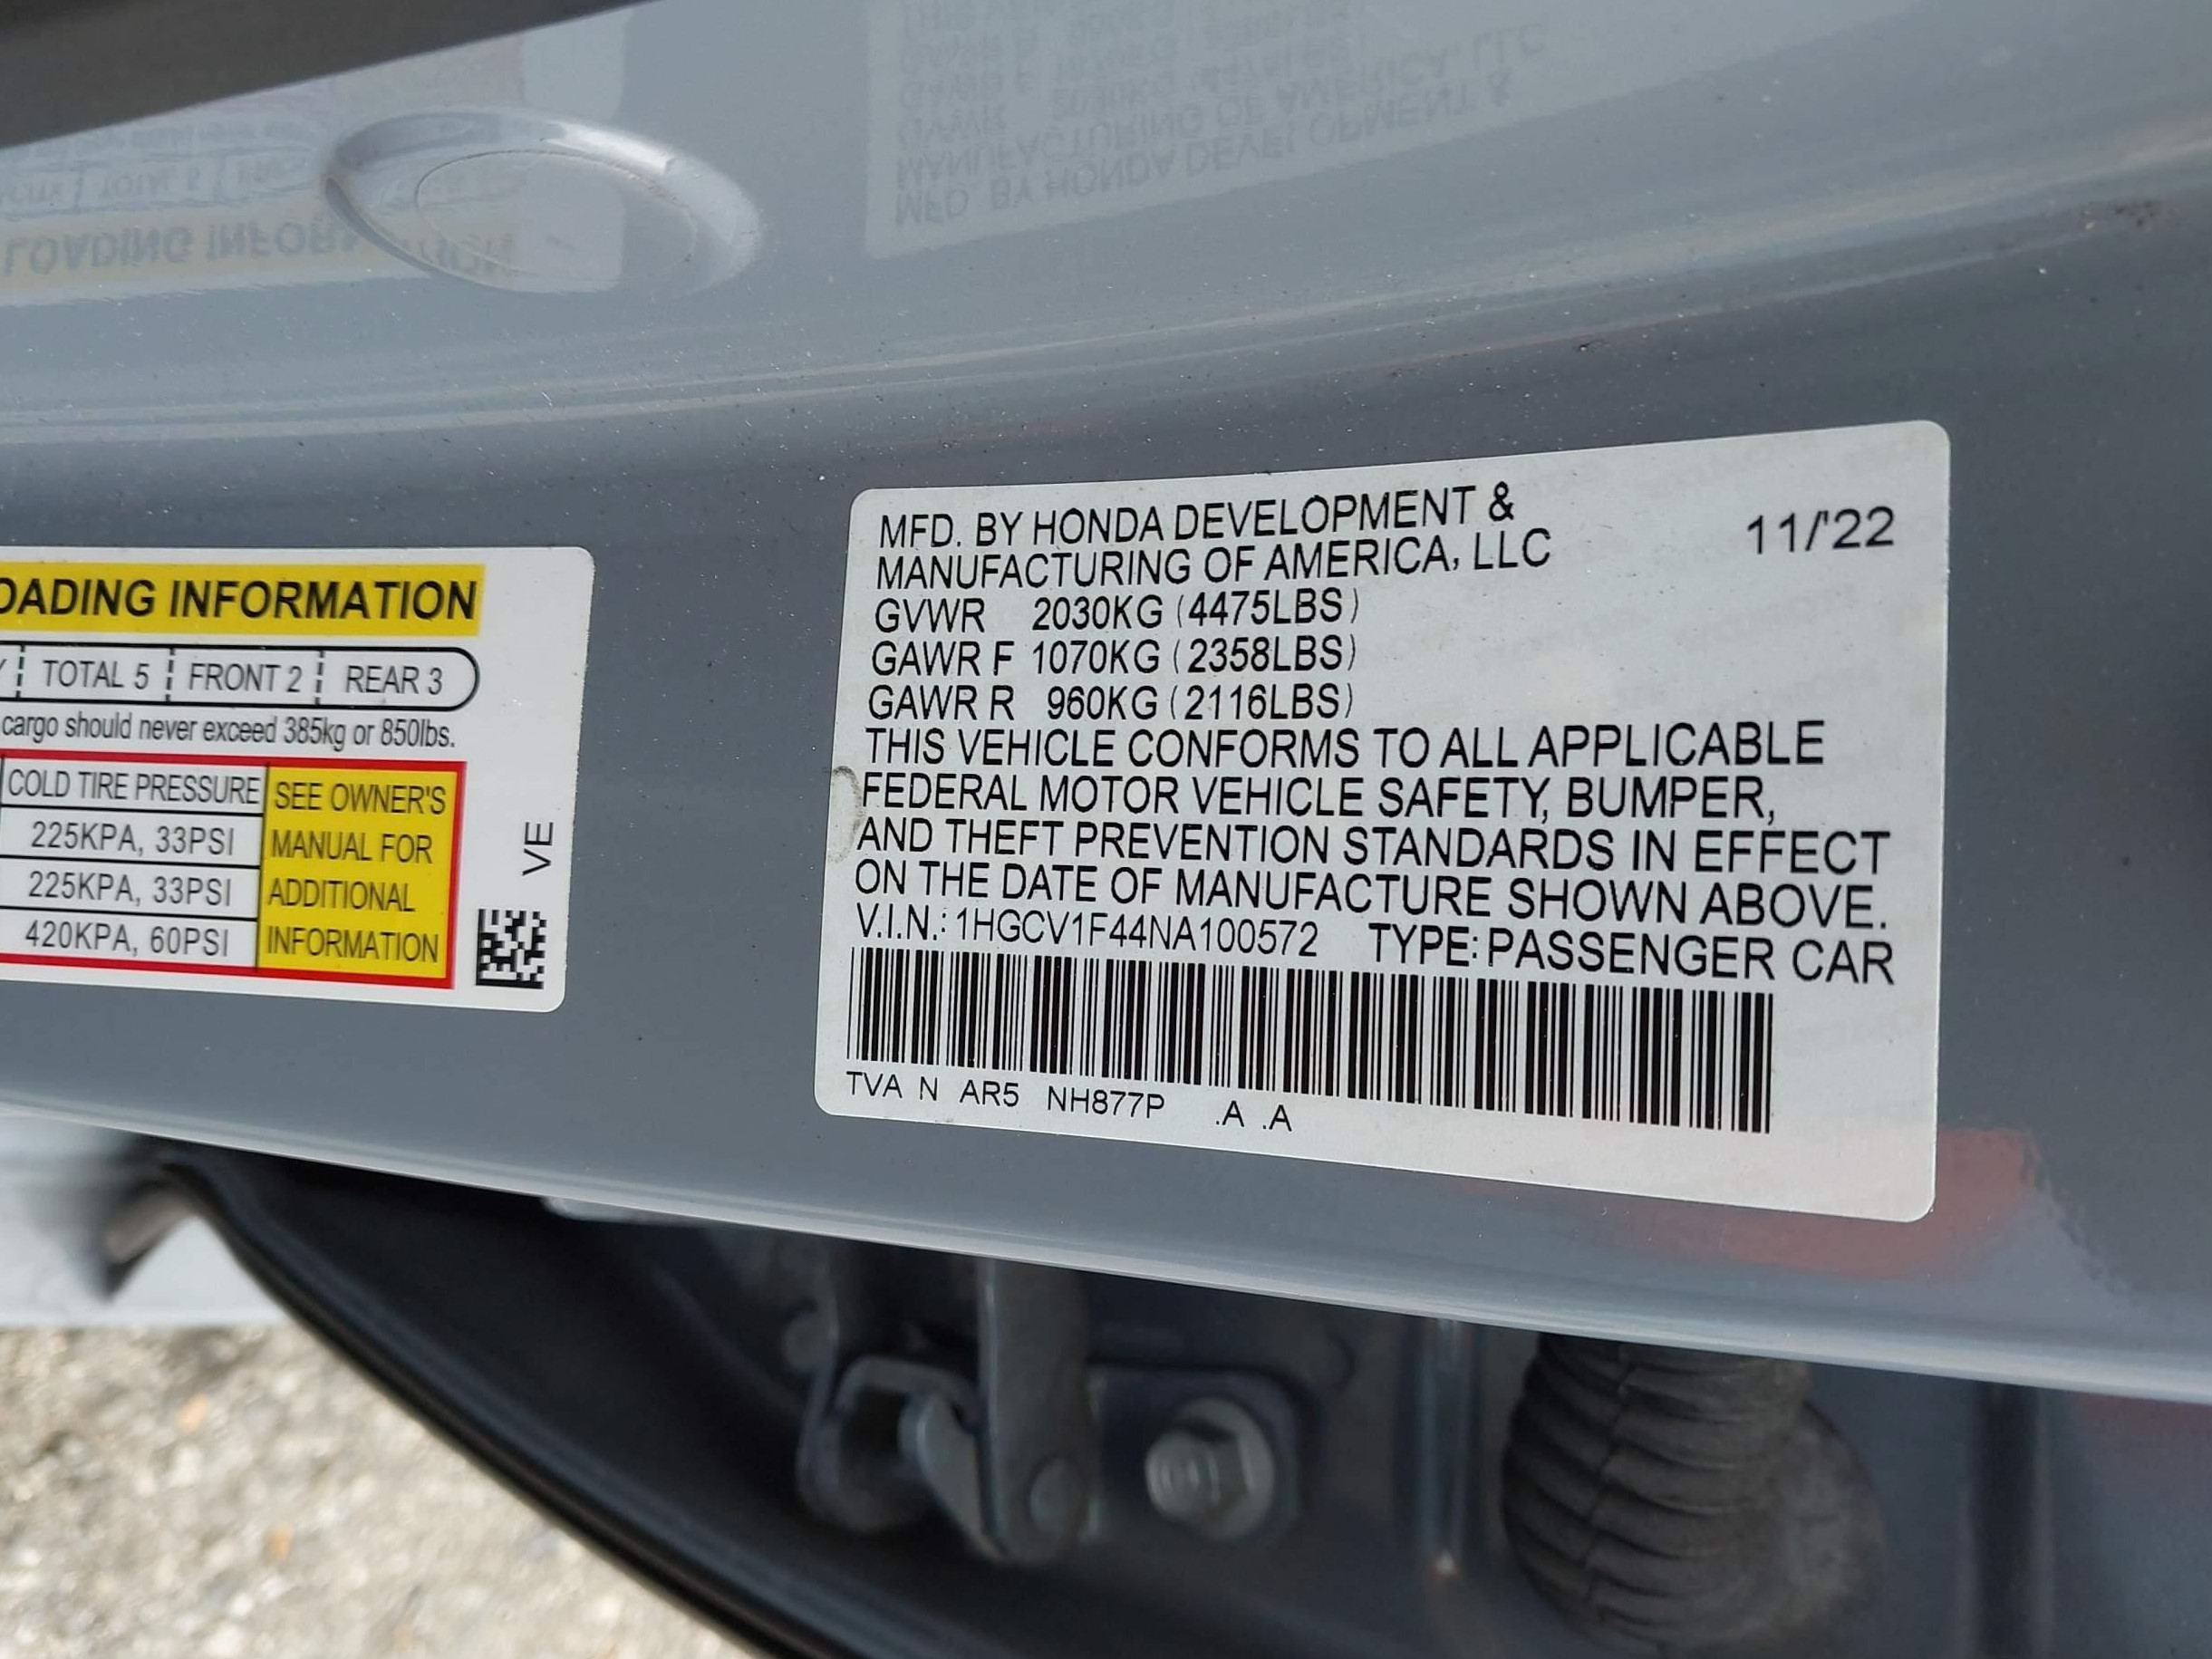 OADING INFORMATION
TOTAL 5 FRONT 2 REAR 3
cargo should never exceed 385kg or 850lbs.
COLD TIRE PRESSURE
225KPA, 33PSI
225KPA, 33PSI
420KPA, 60PSI
SEE OWNER'S
MANUAL FOR
ADDITIONAL
INFORMATION
VE
MFD. BY HONDA DEVELOPMENT &
MANUFACTURING OF AMERICA, LLC
11/'22
GVWR 2030KG (4475LBS)
GAWR F 1070KG (2358LBS)
GAWR R 960KG (2116LBS)
THIS VEHICLE CONFORMS TO ALL APPLICABLE
FEDERAL MOTOR VEHICLE SAFETY, BUMPER,
AND THEFT PREVENTION STANDARDS IN EFFECT
ON THE DATE OF MANUFACTURE SHOWN ABOVE.
V.I.N.: 1HGCV1F44NA100572 TYPE: PASSENGER CAR
TVA N AR5 NH877P .A .A